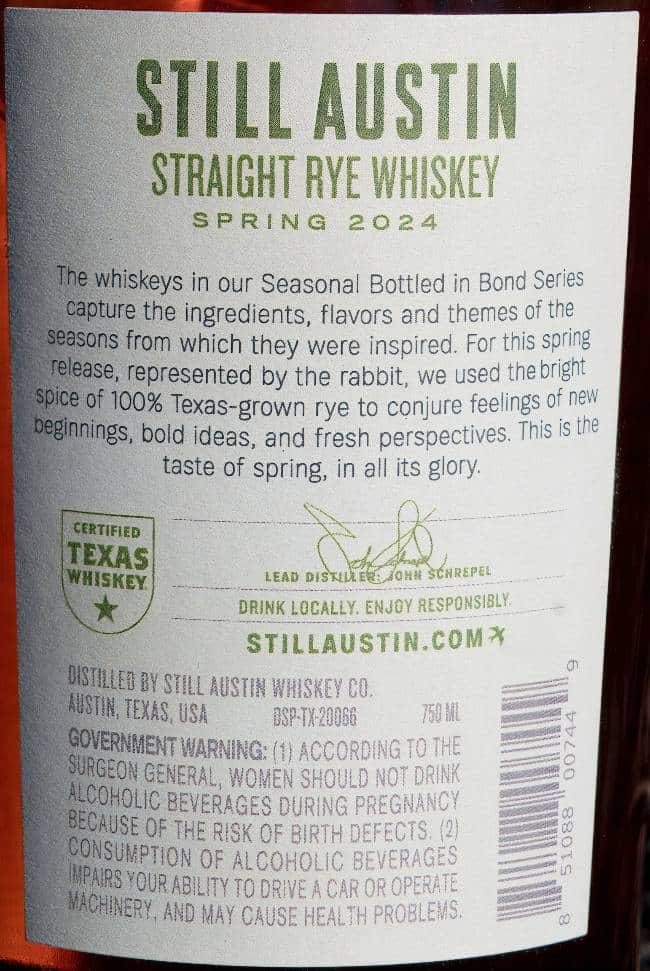 STILL AUSTIN
STRAIGHT RYE WHISKEY
SPRING 2024
The whiskeys in our Seasonal Bottled in Bond Series
capture the ingredients, flavors and themes of the
seasons from which they were inspired. For this spring
release, represented by the rabbit, we used the bright
spice of 100% Texas-grown rye to conjure feelings of new
beginnings, bold ideas, and fresh perspectives. This is the
taste of spring, in all its glory.
CERTIFIED
TEXAS
WHISKEY
LEAD DISTILLER: JOHN SCHREPEL
DRINK LOCALLY. ENJOY RESPONSIBLY.
STILLAUSTIN.COM
DISTILLED BY STILL AUSTIN WHISKEY CO.
AUSTIN, TEXAS, USA DSP-TX-20066 750 ML
GOVERNMENT WARNING: (1) ACCORDING TO THE
SURGEON GENERAL, WOMEN SHOULD NOT DRINK
ALCOHOLIC BEVERAGES DURING PREGNANCY
BECAUSE OF THE RISK OF BIRTH DEFECTS. (2)
CONSUMPTION OF ALCOHOLIC BEVERAGES
IMPAIRS YOUR ABILITY TO DRIVE A CAR OR OPERATE
MACHINERY, AND MAY CAUSE HEALTH PROBLEMS.
8 51088 00744 9